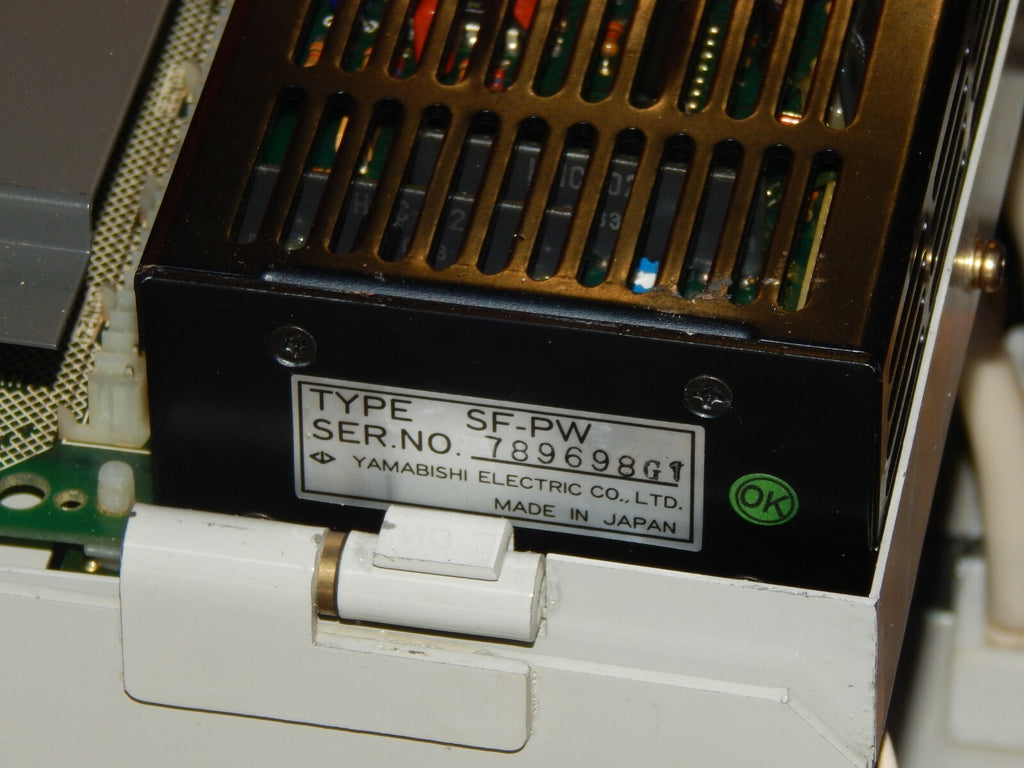 TYPE SF-PW
SER.NO. 789698G1
YAMABISHI ELECTRIC CO., LTD.
MADE IN JAPAN
OK